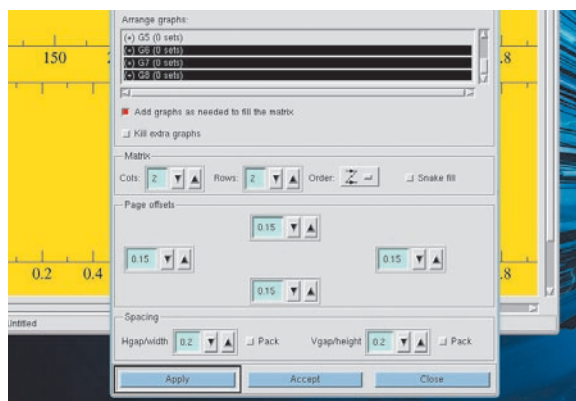 Arrange graphs:
(+) G5 (0 sets)
(+) G6 (0 sets)
(+) G7 (0 sets)
(+) G8 (0 sets)
150
.8
Add graphs as needed to fill the matrix
Kill extra graphs
Matrix
Cols: 2 Rows: 2 Order: Snake fill
Page offsets
0.15
0.15 0.15
0.15
0.2 0.4
.8
Untitled
Spacing
Hgap/width 0.2 Pack Vgap/height 0.2 Pack
Apply Accept Close